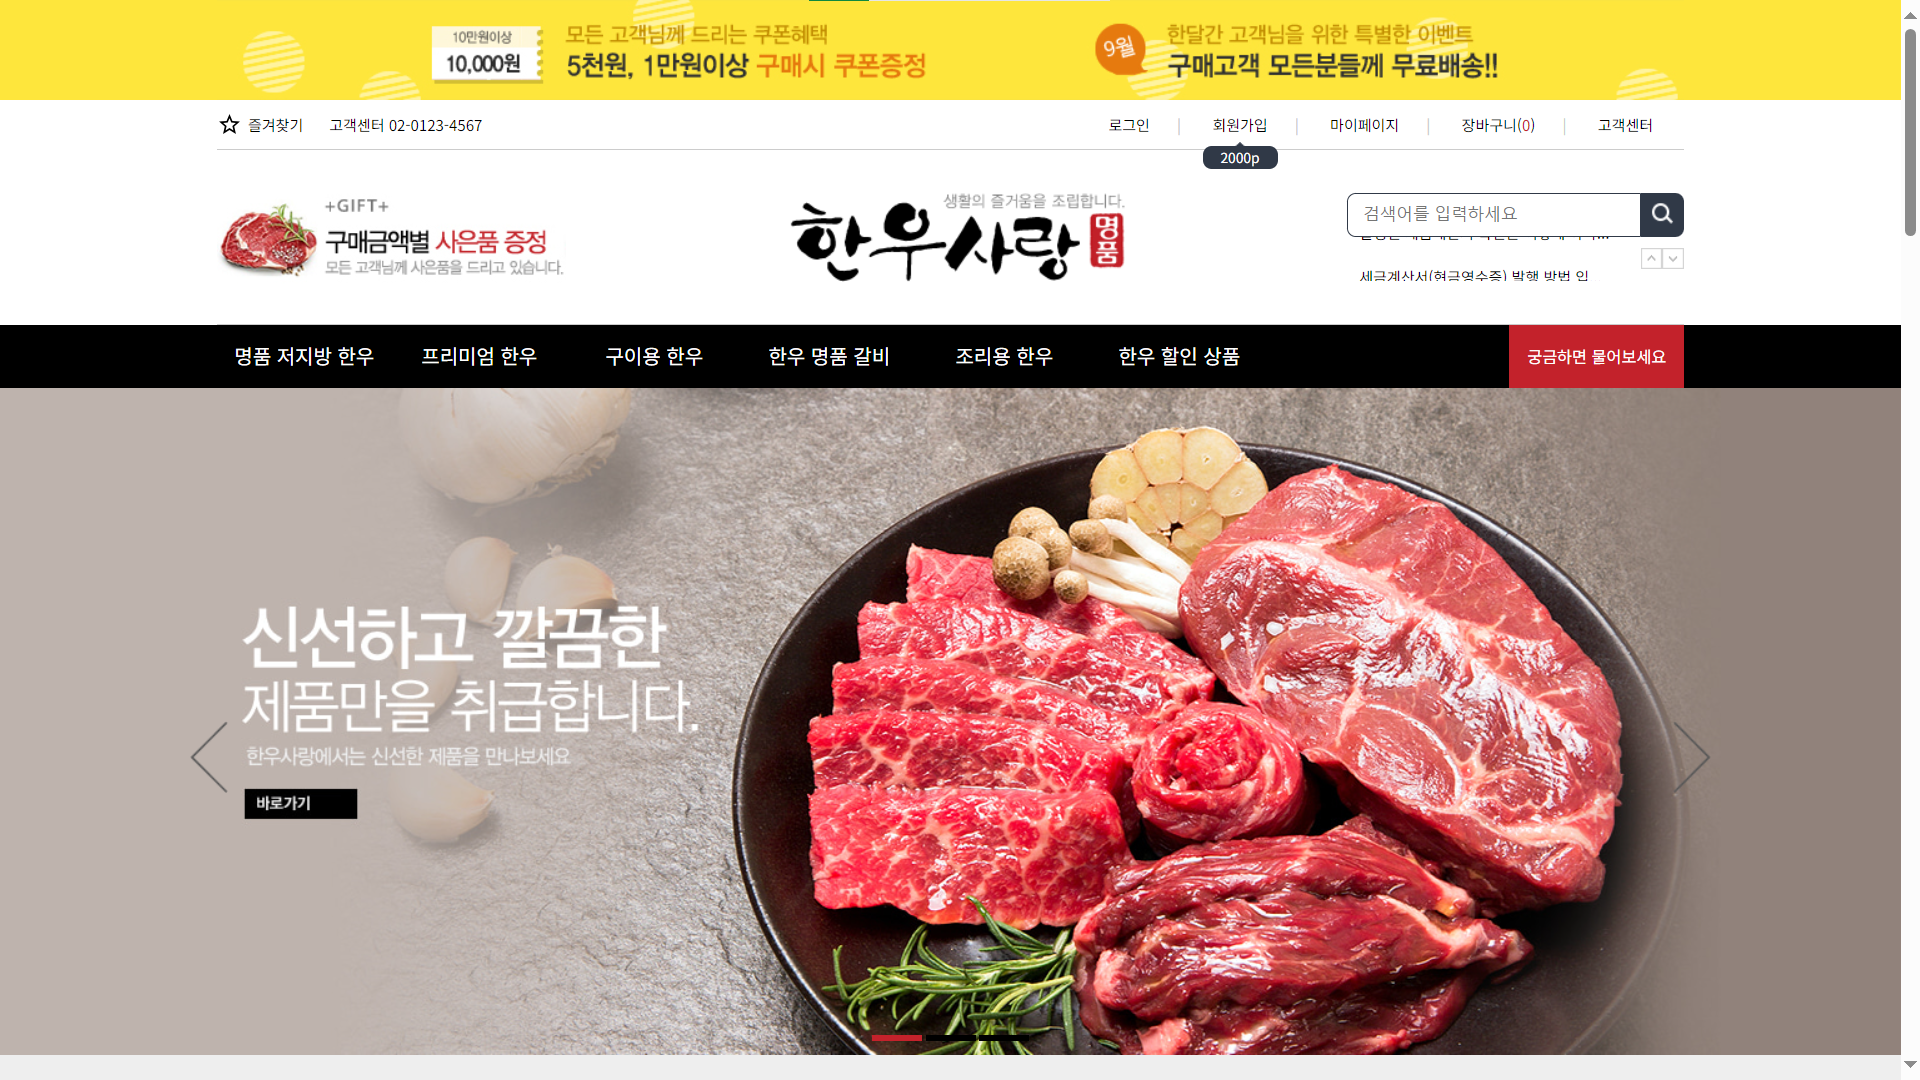 10만원이상
10,000원
모든 고객님께 드리는 쿠폰혜택
5천원, 1만원이상 구매시 쿠폰증정
9월
한달간 고객님을 위한 특별한 이벤트
구매고객 모든분들께 무료배송!!
즐겨찾기
고객센터 02-0123-4567
로그인
회원가입
마이페이지
장바구니(0)
고객센터
2000p
+GIFT+
구매금액별 사은품 증정
모든 고객님께 사은품을 드리고 있습니다.
생활의 즐거움을 조립합니다.
한우사랑
명품
검색어를 입력하세요
세금계산서(현금영수증) 발행 방법 입
명품 저지방 한우
프리미엄 한우
구이용 한우
한우 명품 갈비
조리용 한우
한우 할인 상품
궁금하면 물어보세요
신선하고 깔끔한
제품만을 취급합니다.
한우사랑에서는 신선한 제품을 만나보세요
바로가기